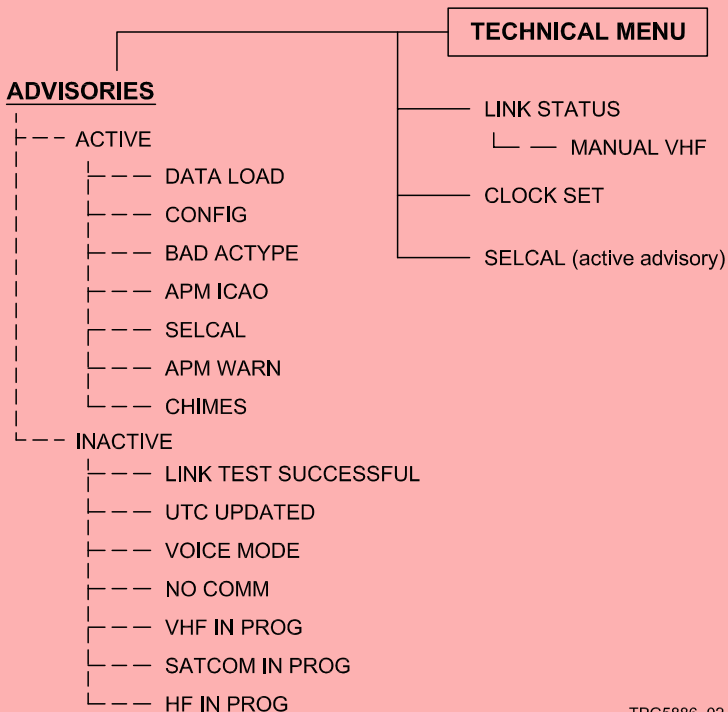 TECHNICAL MENU
ADVISORIES
LINK STATUS
MANUAL VHF
CLOCK SET
SELCAL (active advisory)
ACTIVE
DATA LOAD
CONFIG
BAD ACTYPE
APM ICAO
SELCAL
APM WARN
CHIMES
INACTIVE
LINK TEST SUCCESSFUL
UTC UPDATED
VOICE MODE
NO COMM
VHF IN PROG
SATCOM IN PROG
HF IN PROG